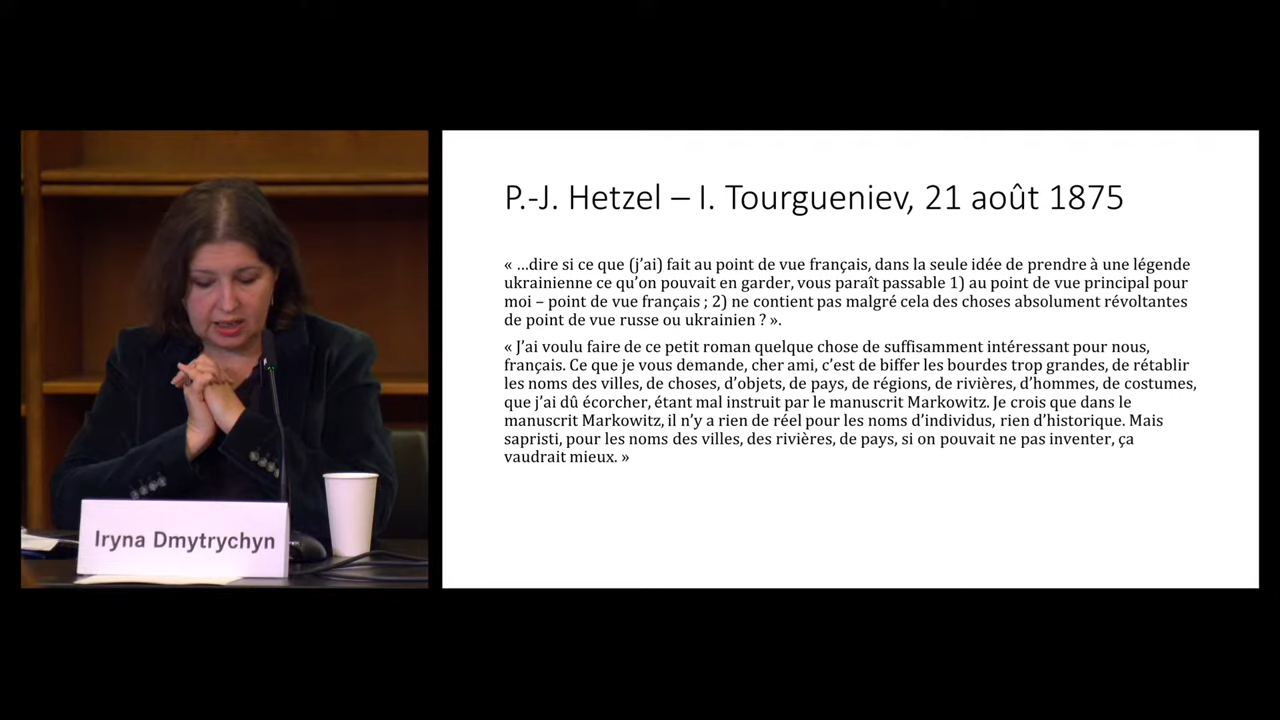 P.-J. Hetzel – I. Tourgueniev, 21 août 1875
« …dire si ce que (j’ai) fait au point de vue français, dans la seule idée de prendre à une légende
ukrainienne ce qu’on pouvait en garder, vous paraît passable 1) au point de vue principal pour
moi – point de vue français ; 2) ne contient pas malgré cela des choses absolument révoltantes
de point de vue russe ou ukrainien ? ».
« J’ai voulu faire de ce petit roman quelque chose de suffisamment intéressant pour nous,
français. Ce que je vous demande, cher ami, c’est de biffer les bourdes trop grandes, de rétablir
les noms des villes, de choses, d’objets, de pays, de régions, de rivières, d’hommes, de costumes,
que j’ai dû écorcher, étant mal instruit par le manuscrit Markowitz. Je crois que dans le
manuscrit Markowitz, il n’y a rien de réel pour les noms d’individus, rien d’historique. Mais
sapristi, pour les noms des villes, des rivières, de pays, si on pouvait ne pas inventer, ça
vaudrait mieux. »
Iryna Dmytrychyn